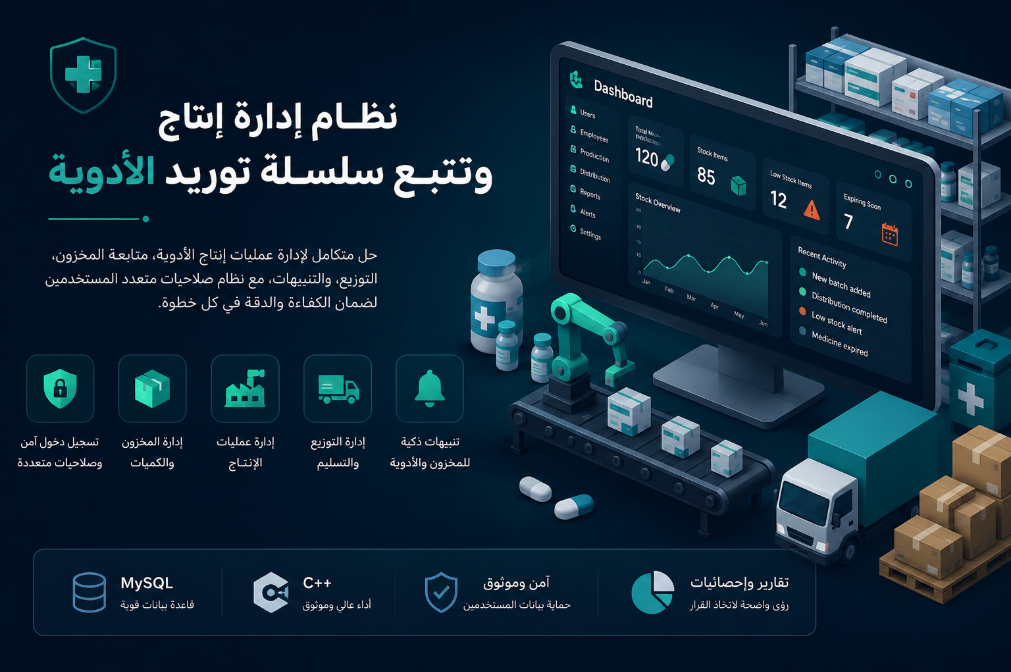 نظام إدارة إنتاج
وتتبع سلسلة توريد الأدوية
حل متكامل لإدارة عمليات إنتاج الأدوية، متابعة المخزون،
التوزيع، والتنبيهات، مع نظام صلاحيات متعدد المستخدمين
لضمان الكفاءة والدقة في كل خطوة.
تنبيهات ذكية
للمخزون والأدوية
إدارة التوزيع
والتسليم
إدارة عمليات
الإنتاج
إدارة المخزون
والكميات
تسجيل دخول آمن
وصلاحيات متعددة
Dashboard
Users
Employees
Production
Distribution
Reports
Alerts
Settings
Total
120
Stock Items
85
Low Stock Items
12
Expiring Soon
7
Stock Overview
Jan
Feb
Mar
Apr
May
Jun
Recent Activity
New batch added
Distribution completed
Low stock alert
Medicine expired
تقارير وإحصائيات
رؤى واضحة لاتخاذ القرار
آمن وموثوق
حماية بيانات المستخدمين
C++
أداء عالي وموثوق
MySQL
قاعدة بيانات قوية